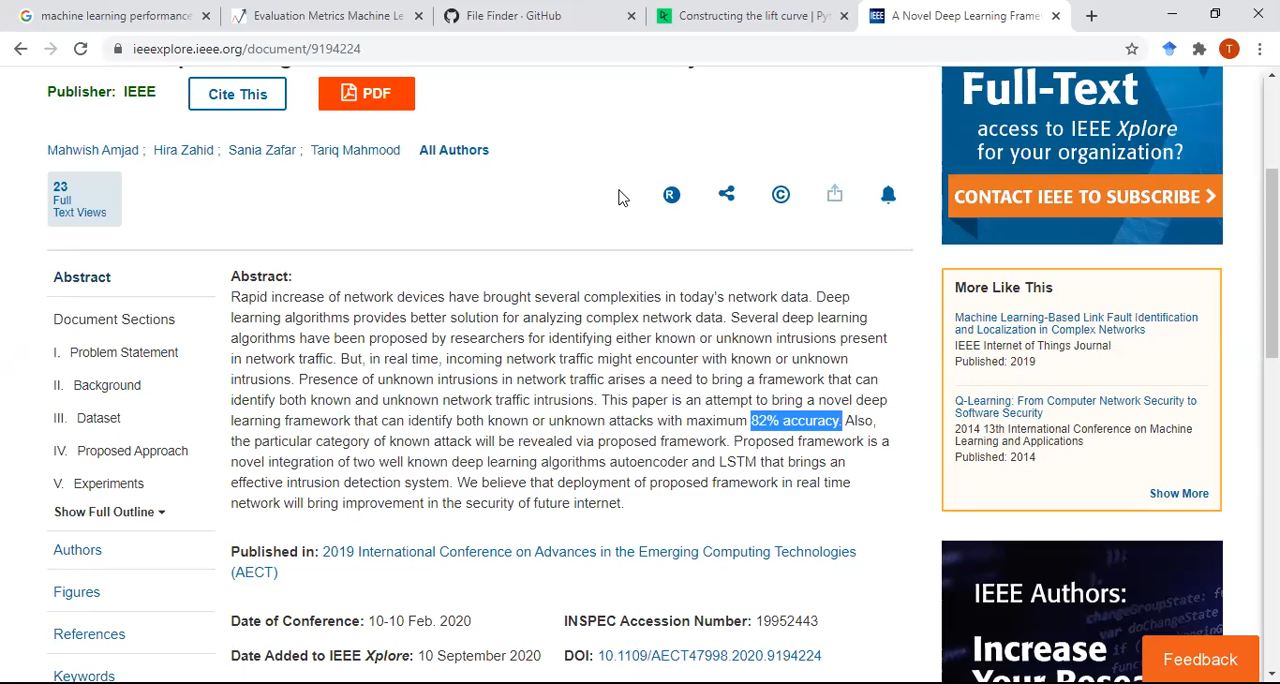 machine learning performance
Evaluation Metrics Machine Le
File Finder · GitHub
Constructing the lift curve | Pyt
A Novel Deep Learning Frame
ieeexplore.ieee.org/document/9194224
T
Publisher: IEEE
Cite This
PDF
Mahwish Amjad ; Hira Zahid ; Sania Zafar ; Tariq Mahmood All Authors
23
Full
Text Views
R
Abstract
Document Sections
I. Problem Statement
II. Background
III. Dataset
IV. Proposed Approach
V. Experiments
Show Full Outline
Authors
Figures
References
Keywords
Abstract:
Rapid increase of network devices have brought several complexities in today's network data. Deep
learning algorithms provides better solution for analyzing complex network data. Several deep learning
algorithms have been proposed by researchers for identifying either known or unknown intrusions present
in network traffic. But, in real time, incoming network traffic might encounter with known or unknown
intrusions. Presence of unknown intrusions in network traffic arises a need to bring a framework that can
identify both known and unknown network traffic intrusions. This paper is an attempt to bring a novel deep
learning framework that can identify both known or unknown attacks with maximum 82% accuracy. Also,
the particular category of known attack will be revealed via proposed framework. Proposed framework is a
novel integration of two well known deep learning algorithms autoencoder and LSTM that brings an
effective intrusion detection system. We believe that deployment of proposed framework in real time
network will bring improvement in the security of future internet.
Published in: 2019 International Conference on Advances in the Emerging Computing Technologies
(AECT)
Date of Conference: 10-10 Feb. 2020
INSPEC Accession Number: 19952443
Date Added to IEEE Xplore: 10 September 2020
DOI: 10.1109/AECT47998.2020.9194224
Full-Text
access to IEEE Xplore
for your organization?
CONTACT IEEE TO SUBSCRIBE
More Like This
Machine Learning-Based Link Fault Identification
and Localization in Complex Networks
IEEE Internet of Things Journal
Published: 2019
Q-Learning: From Computer Network Security to
Software Security
2014 13th International Conference on Machine
Learning and Applications
Published: 2014
Show More
IEEE Authors:
Increase
Your Resea
Feedback